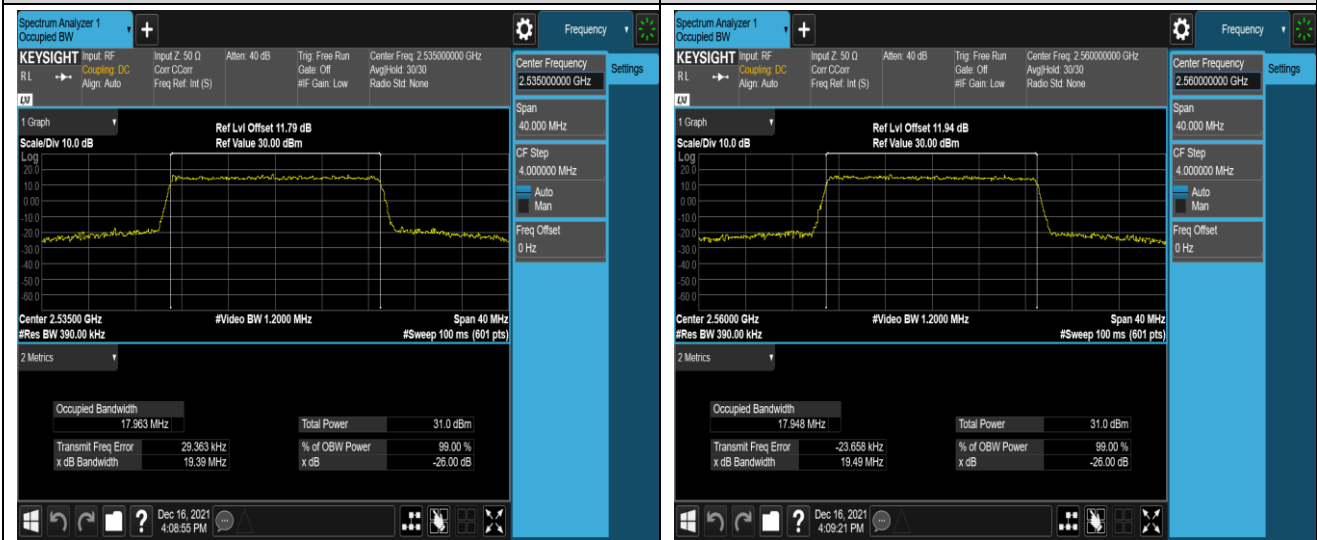 Spectrum Analyzer 1
Occupied BW
+
Frequency
KEYSIGHT Input: RF Input Z: 50 Ω Atten: 40 dB Trig: Free Run Center Freq: 2.535000000 GHz
RL Coupling: DC Corr CCorr Gate: Off Avg|Hold: 30/30
Align: Auto Freq Ref: Int (S) #IF Gain: Low Radio Std: None
LXI
Center Frequency
2.535000000 GHz
Settings
Span
40.000 MHz
CF Step
4.000000 MHz
Auto
Man
Freq Offset
0 Hz
1 Graph
Ref Lvl Offset 11.79 dB
Scale/Div 10.0 dB Ref Value 30.00 dBm
Log
20.0
10.0
0.00
-10.0
-20.0
-30.0
-40.0
-50.0
-60.0
Center 2.53500 GHz #Video BW 1.2000 MHz Span 40 MHz
#Res BW 390.00 kHz #Sweep 100 ms (601 pts)
2 Metrics
Occupied Bandwidth
17.963 MHz Total Power 31.0 dBm
Transmit Freq Error 29.363 kHz % of OBW Power 99.00 %
x dB Bandwidth 19.39 MHz x dB -26.00 dB
? Dec 16, 2021
4:08:55 PM
Spectrum Analyzer 1
Occupied BW
+
Frequency
KEYSIGHT Input: RF Input Z: 50 Ω Atten: 40 dB Trig: Free Run Center Freq: 2.560000000 GHz
RL Coupling: DC Corr CCorr Gate: Off Avg|Hold: 30/30
Align: Auto Freq Ref: Int (S) #IF Gain: Low Radio Std: None
LXI
Center Frequency
2.560000000 GHz
Settings
Span
40.000 MHz
CF Step
4.000000 MHz
Auto
Man
Freq Offset
0 Hz
1 Graph
Ref Lvl Offset 11.94 dB
Scale/Div 10.0 dB Ref Value 30.00 dBm
Log
20.0
10.0
0.00
-10.0
-20.0
-30.0
-40.0
-50.0
-60.0
Center 2.56000 GHz #Video BW 1.2000 MHz Span 40 MHz
#Res BW 390.00 kHz #Sweep 100 ms (601 pts)
2 Metrics
Occupied Bandwidth
17.948 MHz Total Power 31.0 dBm
Transmit Freq Error -23.658 kHz % of OBW Power 99.00 %
x dB Bandwidth 19.49 MHz x dB -26.00 dB
? Dec 16, 2021
4:09:21 PM